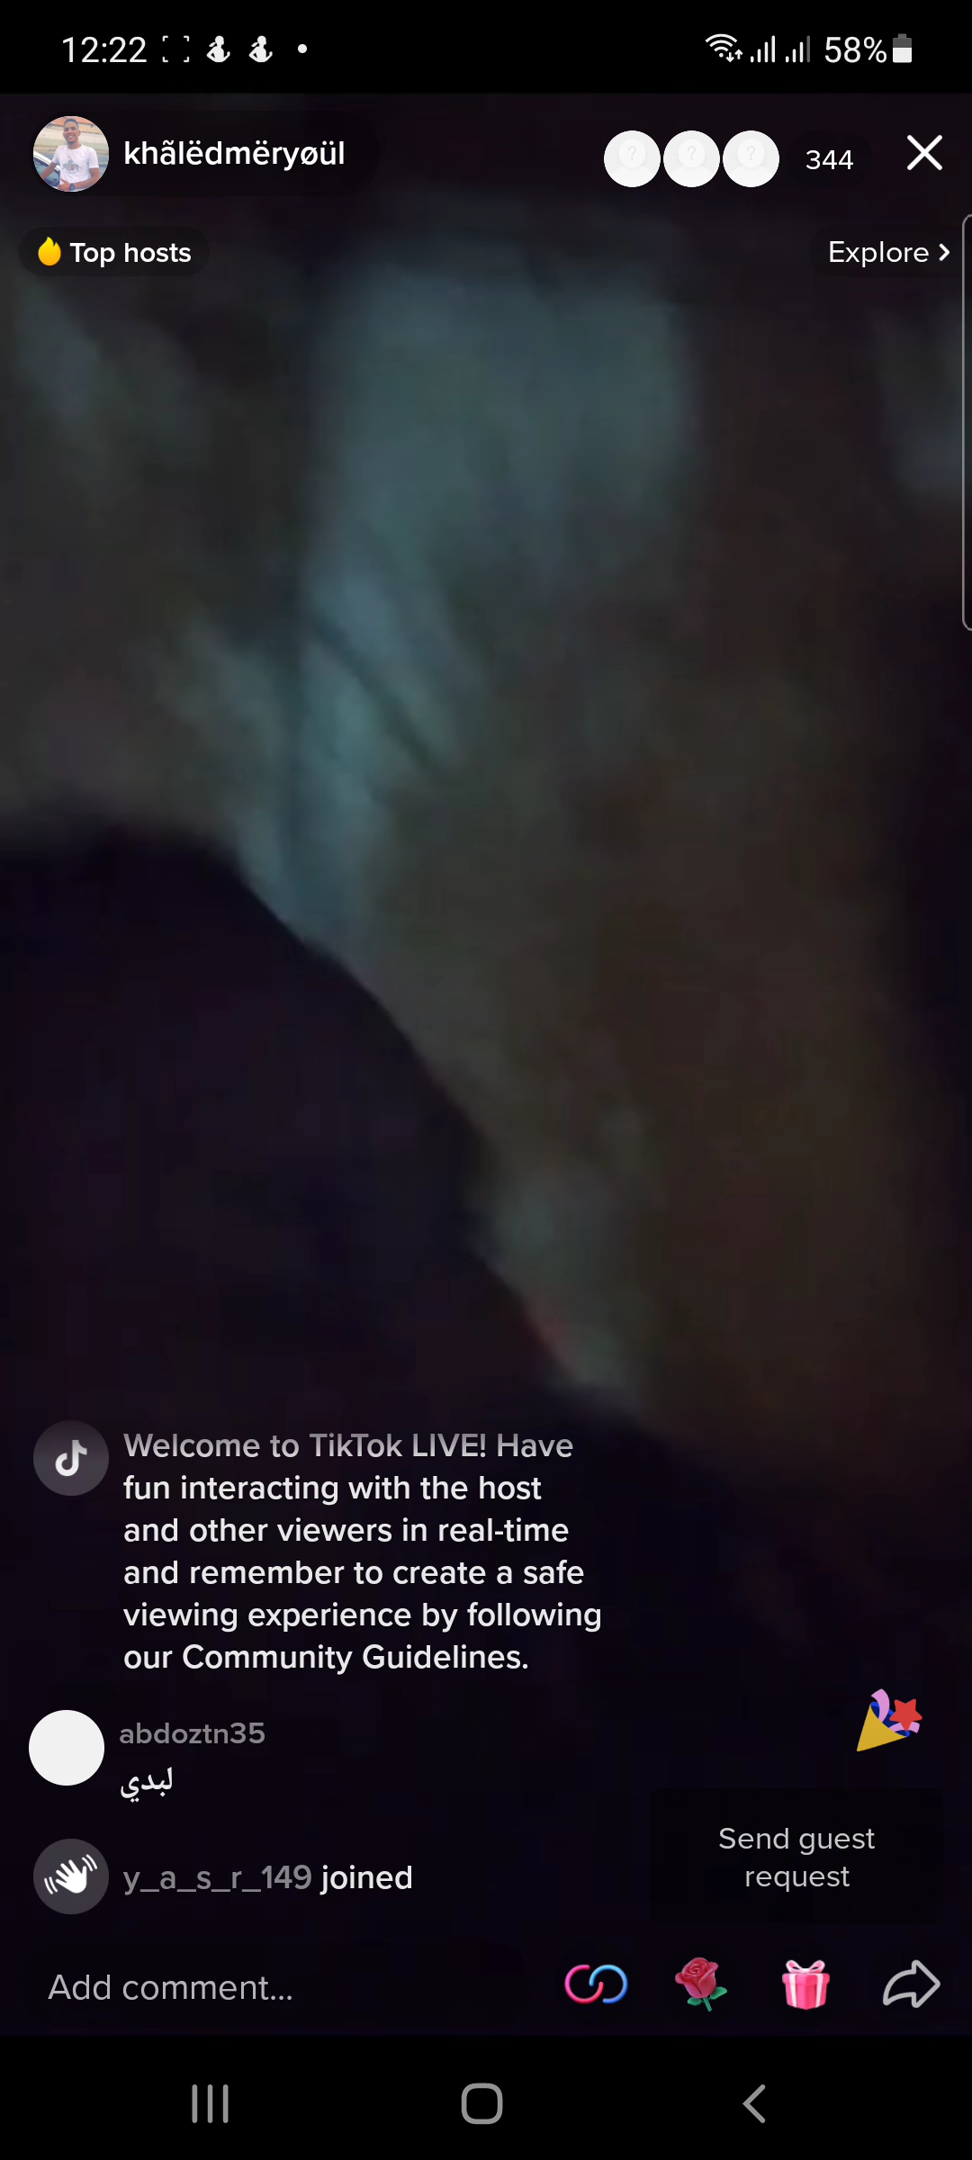 12:22
58%
khãlëdmëryøül
344
Top hosts
Explore
Welcome to TikTok LIVE! Have
fun interacting with the host
and other viewers in real-time
and remember to create a safe
viewing experience by following
our Community Guidelines.
abdoztn35
لبدي
y_a_s_r_149 joined
Send guest
request
Add comment...